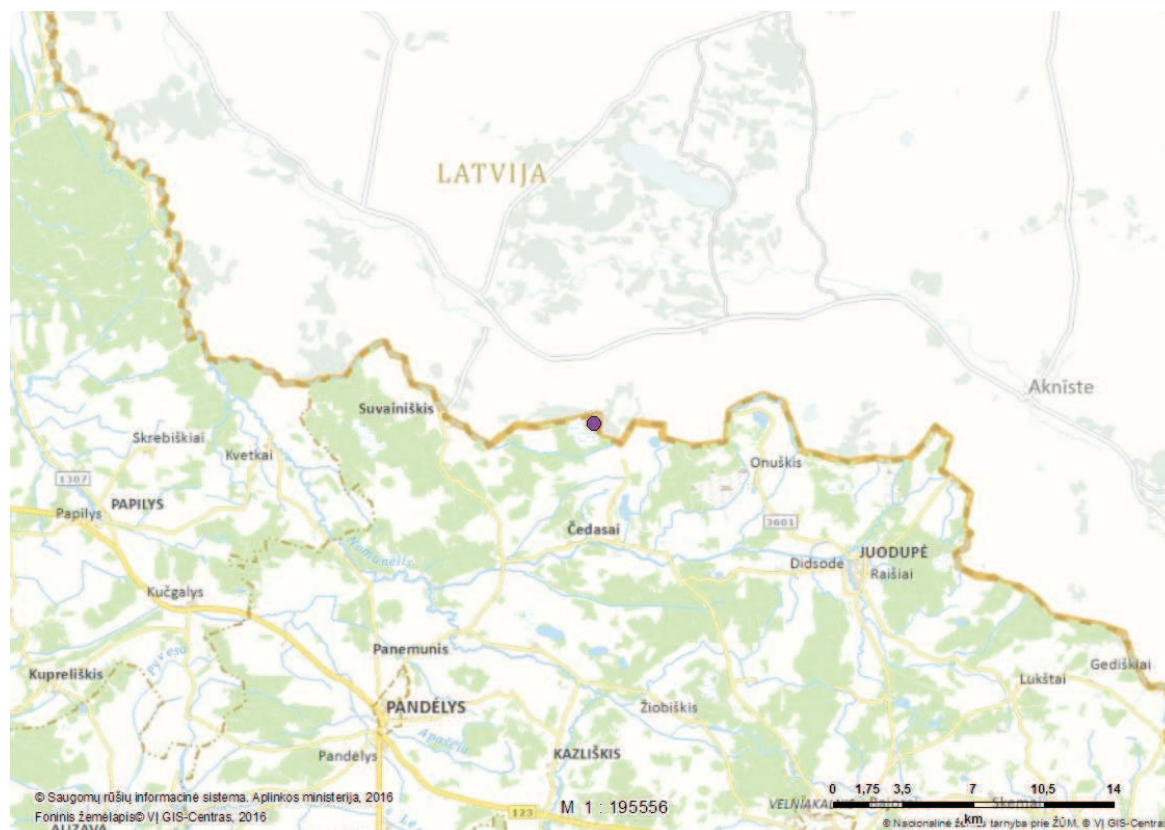 LATVIJA
Aknīste
Suvainiškis
Skrebiškiai
Kvetkai
Onuškis
1307
PAPILYS
Papilys
Čedasai
3601
JUODUPĖ
Didsodė
Raišiai
Nemunėlis
Kučgalys
Panemunis
Pyvesa
Kupreliškis
Gediškiai
Lukštai
PANDĖLYS
Žiobiškis
Apaščia
Pandėlys
KAZLIŠKIS
0 1,75 3,5 7 10,5 14
km
© Saugomų rūšių informacinė sistema. Aplinkos ministerija, 2016
M 1 : 195556
123
Foninis žemėlapis© VĮ GIS-Centras, 2016
© Nacionalinė žemės tarnyba prie ŽŪM, © VĮ GIS-Centras